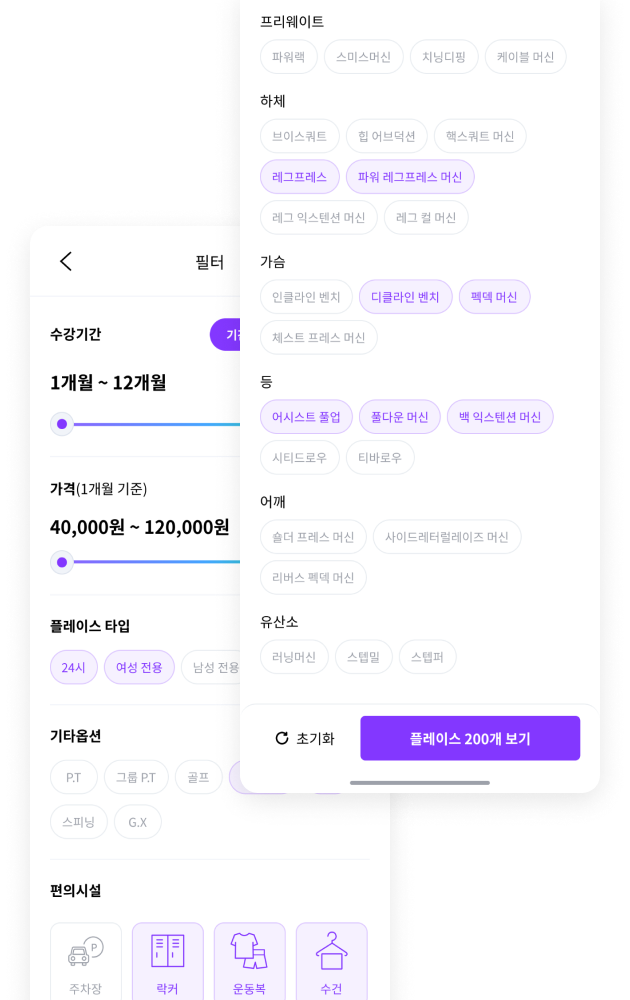 프리웨이트
파워랙 스미스머신 치닝디핑 케이블 머신
하체
브이스쿼트 힙 어브덕션 핵스쿼트 머신
레그프레스 파워 레그프레스 머신
레그 익스텐션 머신 레그 컬 머신
가슴
인클라인 벤치 디클라인 벤치 펙덱 머신
체스트 프레스 머신
등
어시스트 풀업 풀다운 머신 백 익스텐션 머신
시티드로우 티바로우
어깨
숄더 프레스 머신 사이드레터럴레이즈 머신
리버스 펙덱 머신
유산소
러닝머신 스텝밀 스텝퍼
초기화 플레이스 200개 보기
필터
수강기간
1개월 ~ 12개월
가격(1개월 기준)
40,000원 ~ 120,000원
플레이스 타입
24시 여성 전용 남성 전용
기타옵션
P.T 그룹 P.T 골프
스피닝 G.X
편의시설
P
주차장 락커 운동복 수건